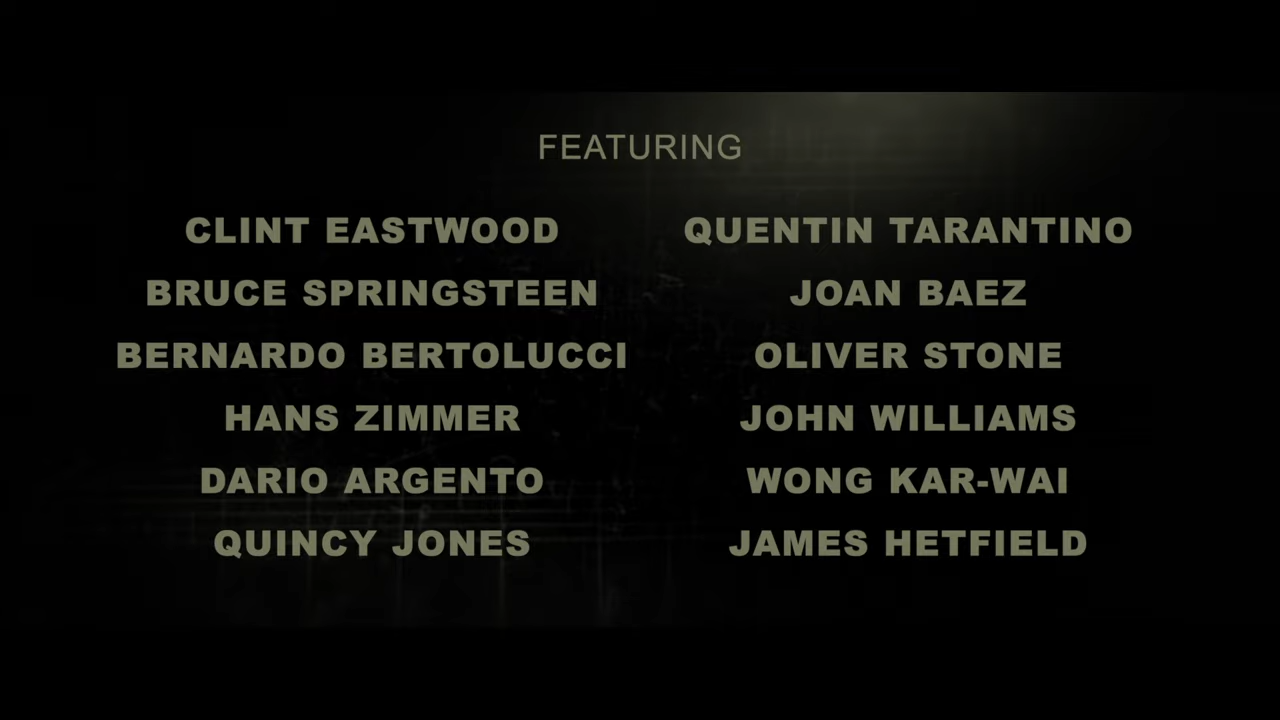 FEATURING
CLINT EASTWOOD
BRUCE SPRINGSTEEN
BERNARDO BERTOLUCCI
HANS ZIMMER
DARIO ARGENTO
QUINCY JONES
QUENTIN TARANTINO
JOAN BAEZ
OLIVER STONE
JOHN WILLIAMS
WONG KAR-WAI
JAMES HETFIELD